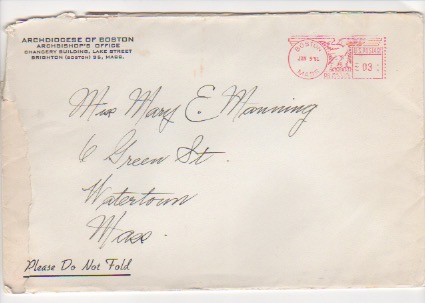 ARCHDIOCESE OF BOSTON
ARCHBISHOP'S OFFICE
CHANCERY BUILDING, LAKE STREET
BRIGHTON (BOSTON) 35, MASS.
BOSTON
MASS.
U.S. POSTAGE
03
Miss Mary E. Manning
6 Green St.
Watertown
Mass.
Please Do Not Fold